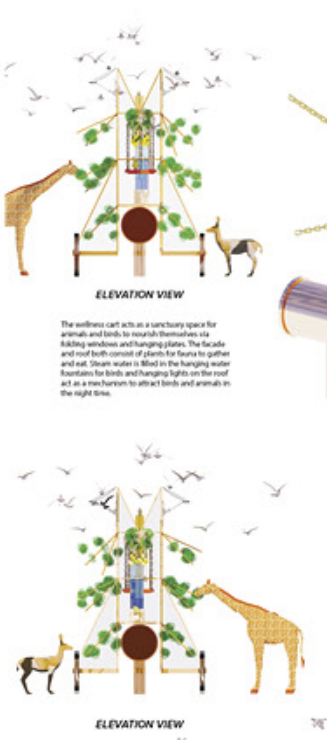 ELEVATION VIEW
The wellness cart acts as a sanctuary space for
animals and birds to nourish themselves via
folding windows and hanging plates. The facade
and roof both consist of plants for fauna to gather
and eat. Steam water is filled in the hanging water
fountains for birds and hanging lights on the roof
act as a mechanism to attract birds and animals in
the night time.
ELEVATION VIEW